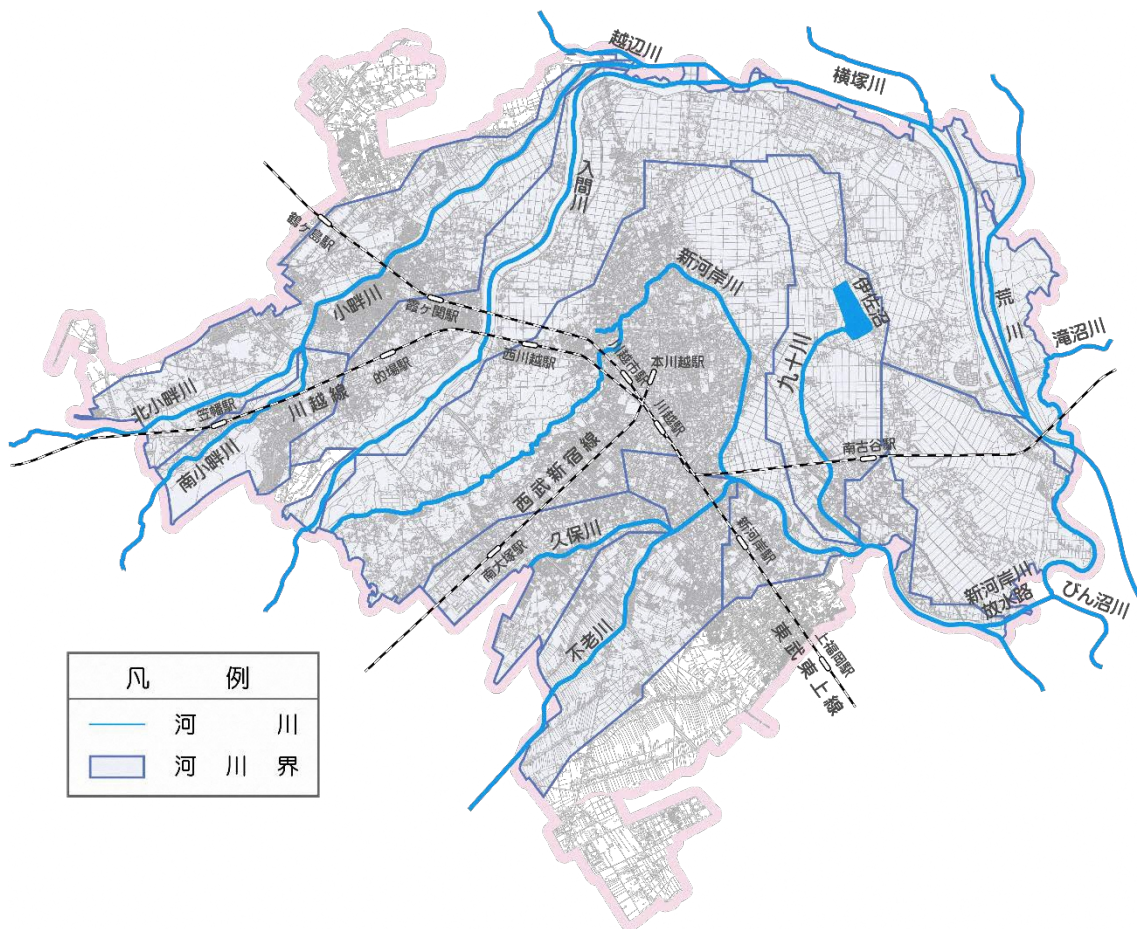 越辺川
横塚川
入間川
鶴ヶ島駅
新河岸川
小畔川
伊佐沼
荒川
霞ヶ関駅
滝沼川
西川越駅
川越市駅
本川越駅
九十川
的場駅
北小畔川
笠幡駅
川越線
川越駅
南小畔川
西武新宿線
南古谷駅
久保川
新河岸駅
南大塚駅
新河岸川
放水路
びん沼川
不老川
上福岡駅
東武東上線
凡 例
河 川
河 川 界